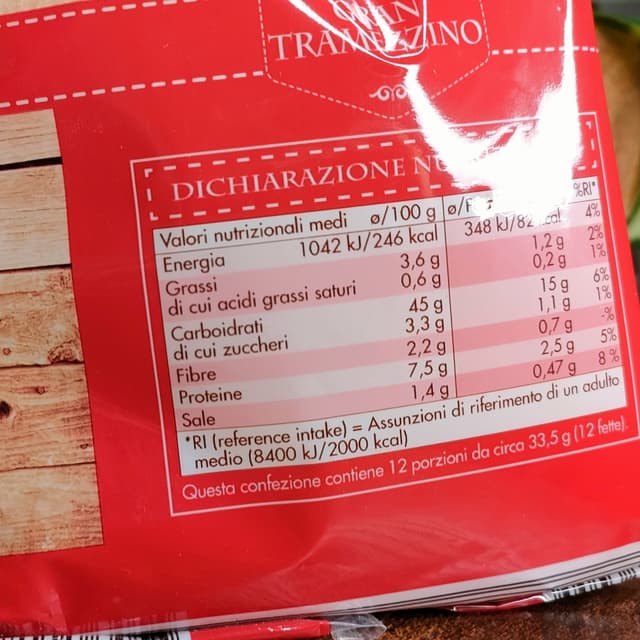 GRAN
TRAMEZZINO
DICHIARAZIONE
Valori nutrizionali medi ø/100 g %RI*
Energia 1042 kJ/246 kcal 348 kJ/82 kcal 4%
Grassi 3,6 g 1,2 g 2%
di cui acidi grassi saturi 0,6 g 0,2 g 1%
Carboidrati 45 g 15 g 6%
di cui zuccheri 3,3 g 1,1 g 1%
Fibre 2,2 g 0,7 g -%
Proteine 7,5 g 2,5 g 5%
Sale 1,4 g 0,47 g 8%
*RI (reference intake) = Assunzioni di riferimento di un adulto
medio (8400 kJ/2000 kcal)
Questa confezione contiene 12 porzioni da circa 33,5 g (12 fette).